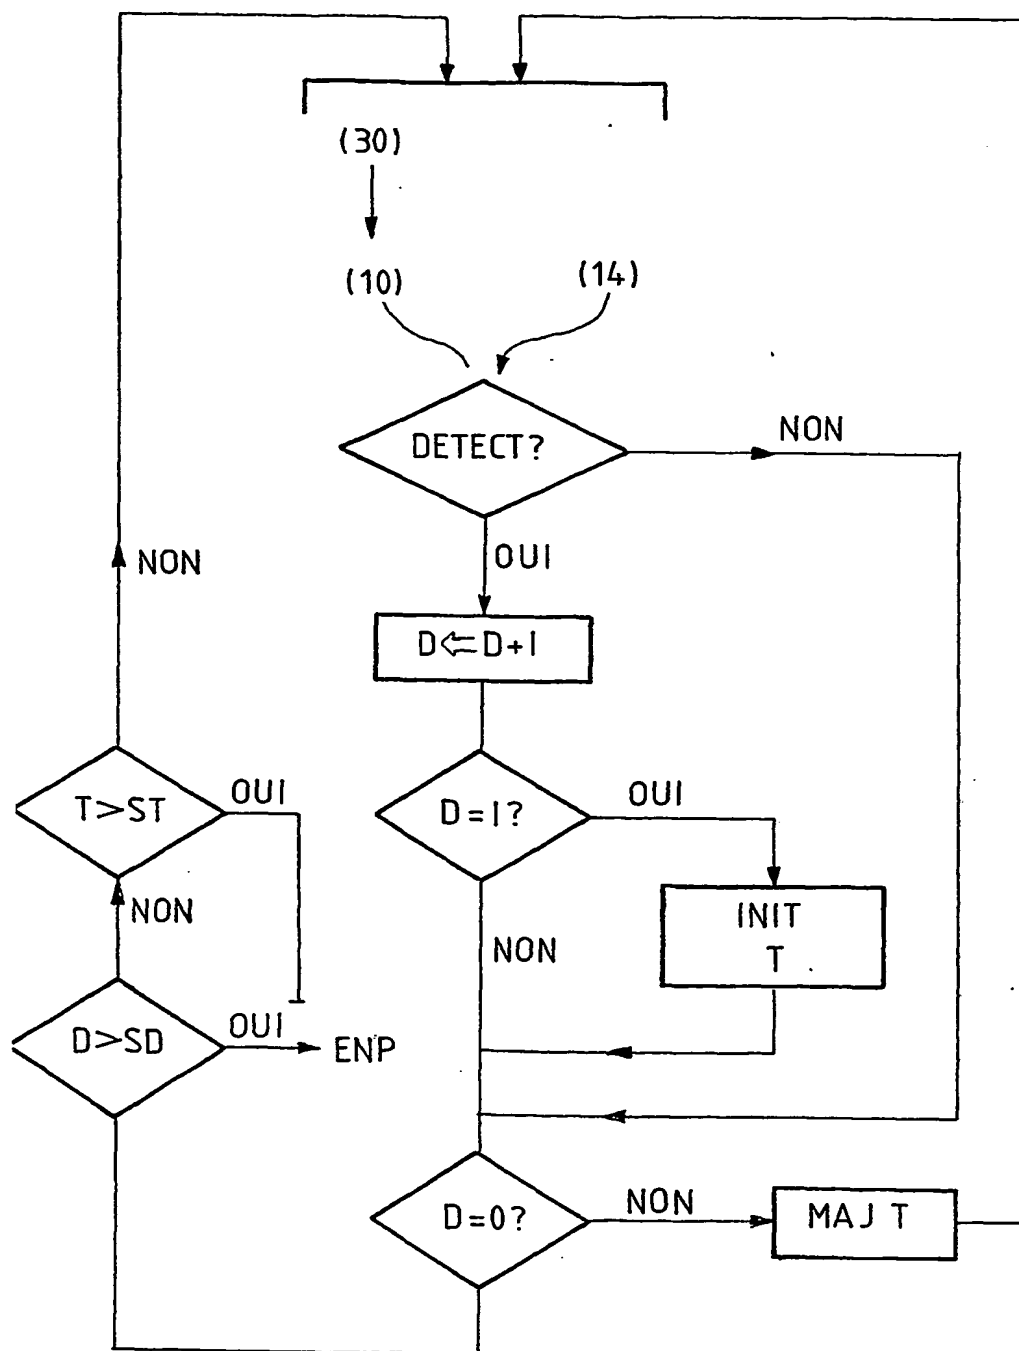 (30)
(10)
(14)
DETECT?
NON
OUI
NON
D⇐D+1
T>ST
OUI
D=1?
OUI
NON
INIT
T
NON
D>SD
OUI
ENP
D=0?
NON
MAJ T